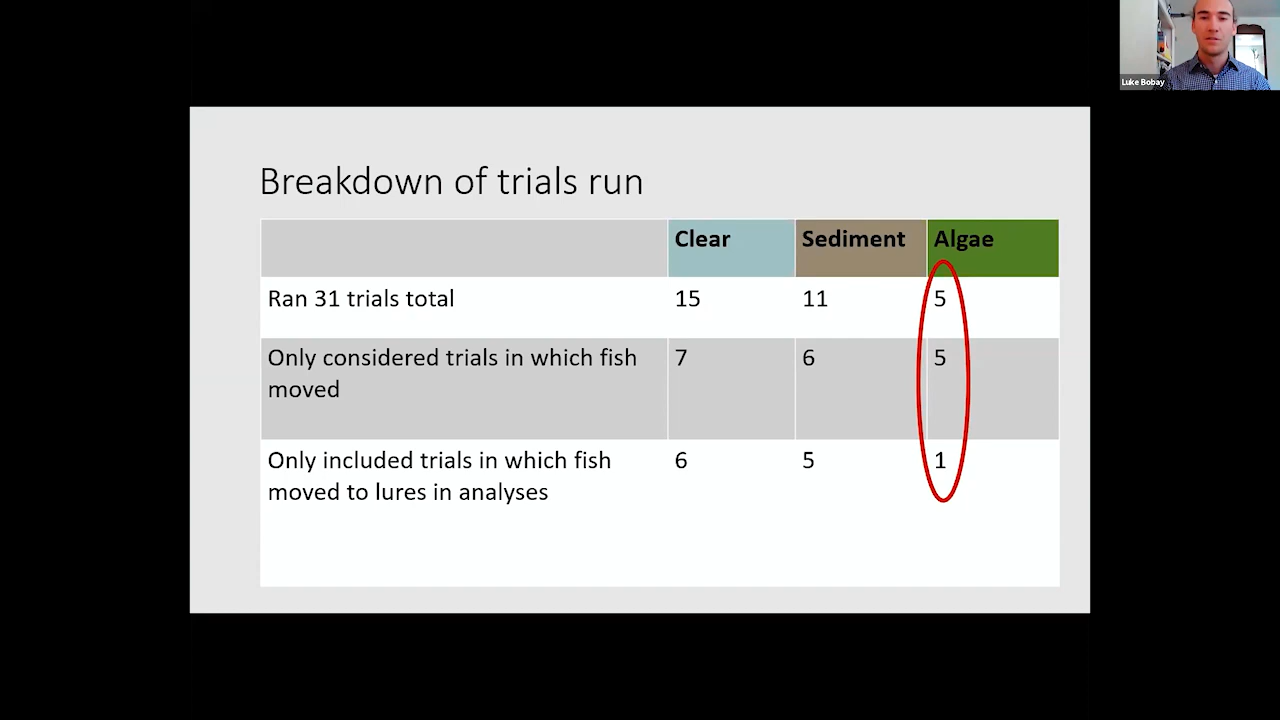 Luke Bobay
Breakdown of trials run
Clear Sediment Algae
Ran 31 trials total 15 11 5
Only considered trials in which fish 7 6 5
moved
Only included trials in which fish 6 5 1
moved to lures in analyses